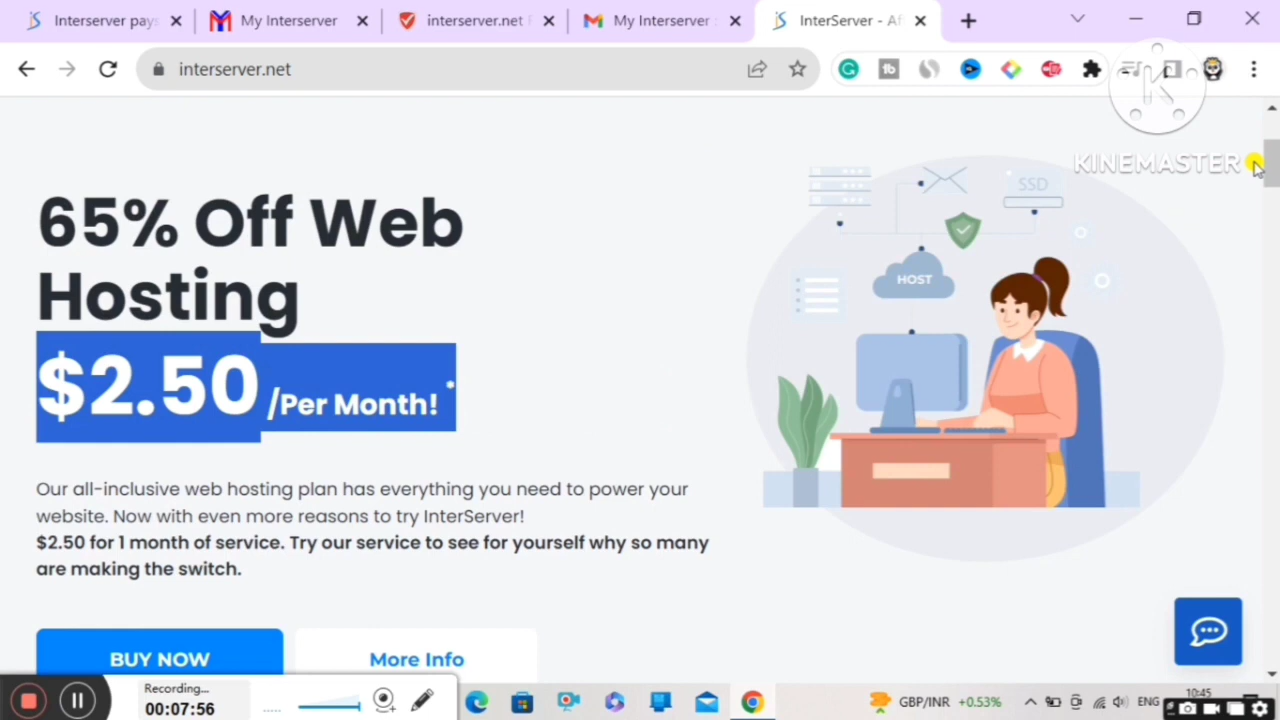 Interserver pays
My Interserver
interserver.net
My Interserver
InterServer - Af
interserver.net
KINEMASTER
65% Off Web
Hosting
$2.50 /Per Month! *
Our all-inclusive web hosting plan has everything you need to power your
website. Now with even more reasons to try InterServer!
$2.50 for 1 month of service. Try our service to see for yourself why so many
are making the switch.
SSD
HOST
BUY NOW
More Info
Recording...
00:07:56
GBP/INR +0.53%
ENG
10:45